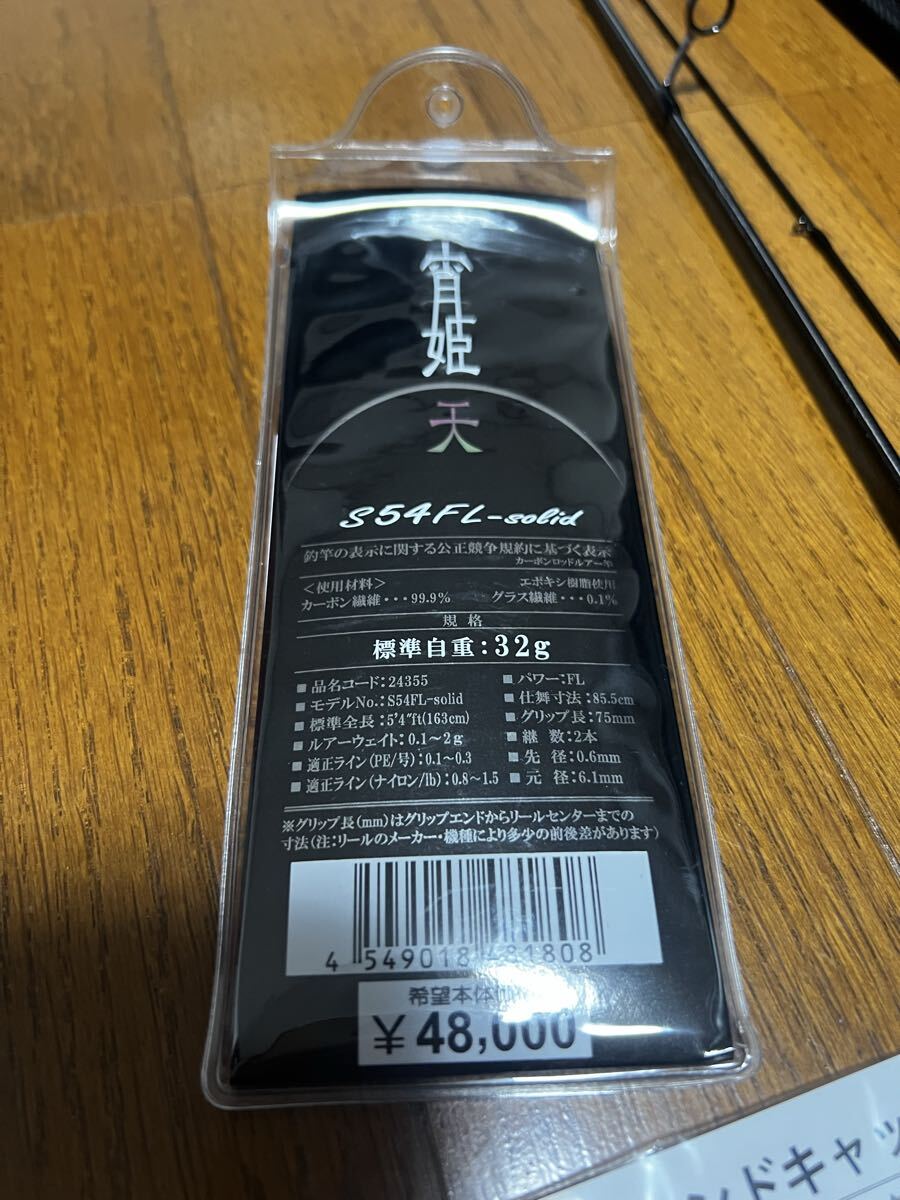 宵姫
天
S54FL-solid
釣竿の表示に関する公正競争規約に基づく表示
カーボンロッドルアー竿
＜使用材料＞ エポキシ樹脂使用
カーボン繊維・・・99.9% グラス繊維・・・0.1%
規格
標準自重：32g
■ 品名コード：24355 ■ パワー：FL
■ モデルNo.：S54FL-solid ■ 仕舞寸法：85.5cm
■ 標準全長：5'4"ft(163cm) ■ グリップ長：75mm
■ ルアーウェイト：0.1〜2g ■ 継 数：2本
■ 適正ライン（PE/号）：0.1〜0.3 ■ 先 径：0.6mm
■ 適正ライン（ナイロン/lb）：0.8〜1.5 ■ 元 径：6.1mm
※グリップ長(mm)はグリップエンドからリールセンターまでの
寸法（注：リールのメーカー・機種により多少の前後差があります）
4 549018 481808
希望本体価
¥48,000
ンドキャッ